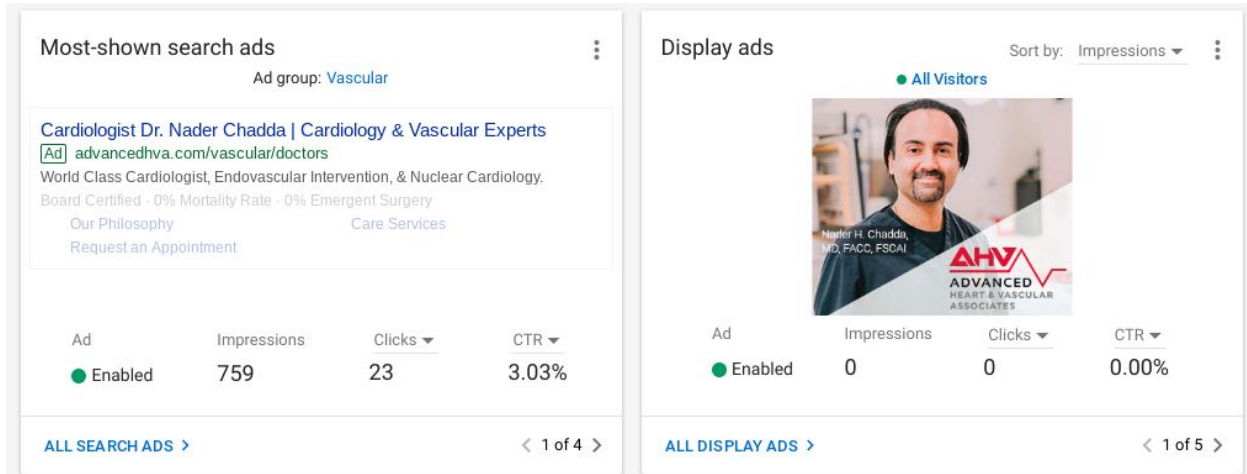 Most-shown search ads
Ad group: Vascular
Cardiologist Dr. Nader Chadda | Cardiology & Vascular Experts
Ad advancedhva.com/vascular/doctors
World Class Cardiologist, Endovascular Intervention, & Nuclear Cardiology.
Board Certified - 0% Mortality Rate - 0% Emergent Surgery
Our Philosophy Care Services
Request an Appointment
Ad Impressions Clicks CTR
Enabled 759 23 3.03%
ALL SEARCH ADS
1 of 4
Display ads
Sort by: Impressions
All Visitors
Nader H. Chadda,
MD, FACC, FSCAI
AHVA
ADVANCED
HEART & VASCULAR
ASSOCIATES
Ad Impressions Clicks CTR
Enabled 0 0 0.00%
ALL DISPLAY ADS
1 of 5